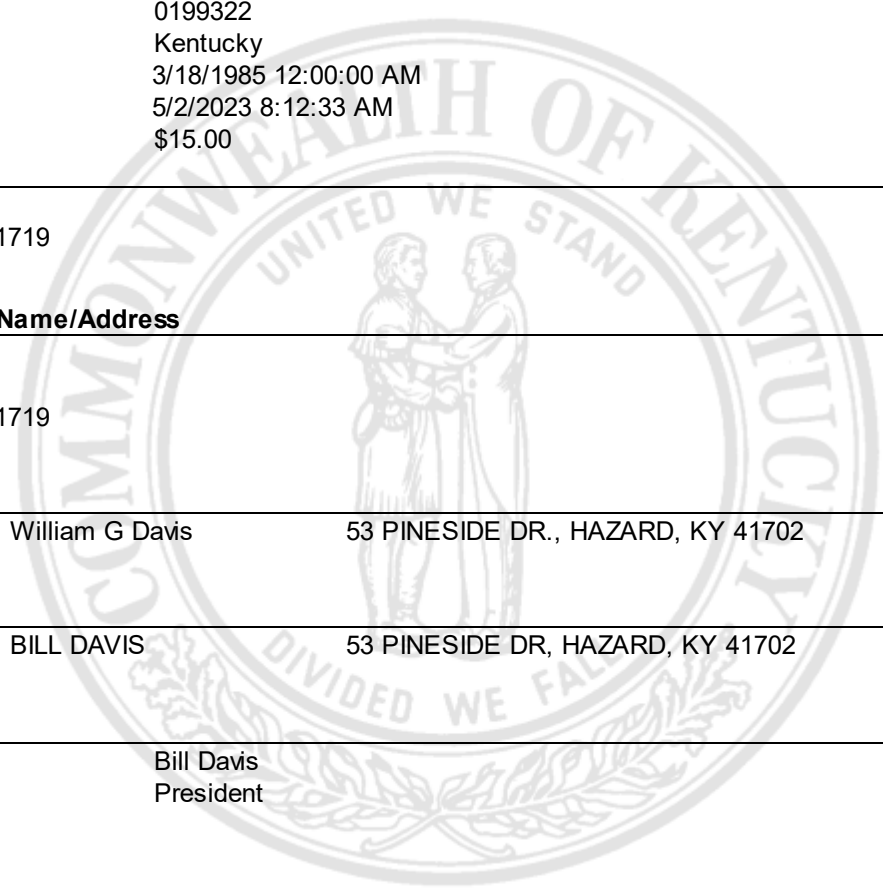 0199322
Kentucky
3/18/1985 12:00:00 AM
5/2/2023 8:12:33 AM
$15.00
1719
Name/Address
1719
William G Davis 53 PINESIDE DR., HAZARD, KY 41702
BILL DAVIS 53 PINESIDE DR, HAZARD, KY 41702
Bill Davis
President
COMMONWEALTH OF KENTUCKY
UNITED WE STAND
DIVIDED WE FALL